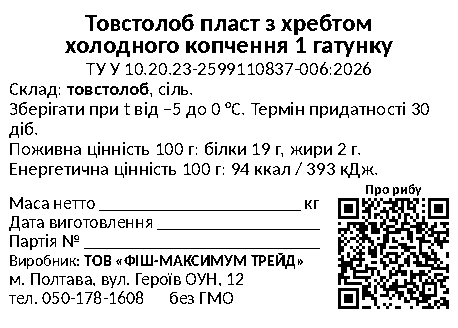 Товстолоб пласт з хребтом
холодного копчення 1 гатунку
ТУ У 10.20.23-2599110837-006:2026
Склад: товстолоб, сіль.
Зберігати при t від −5 до 0 °С. Термін придатності 30
діб.
Поживна цінність 100 г: білки 19 г, жири 2 г.
Енергетична цінність 100 г: 94 ккал / 393 кДж.
Про рибу
Маса нетто ________________________ кг
Дата виготовлення ___________________
Партія № ____________________________
Виробник: ТОВ «ФІШ-МАКСИМУМ ТРЕЙД»
м. Полтава, вул. Героїв ОУН, 12
тел. 050-178-1608 без ГМО